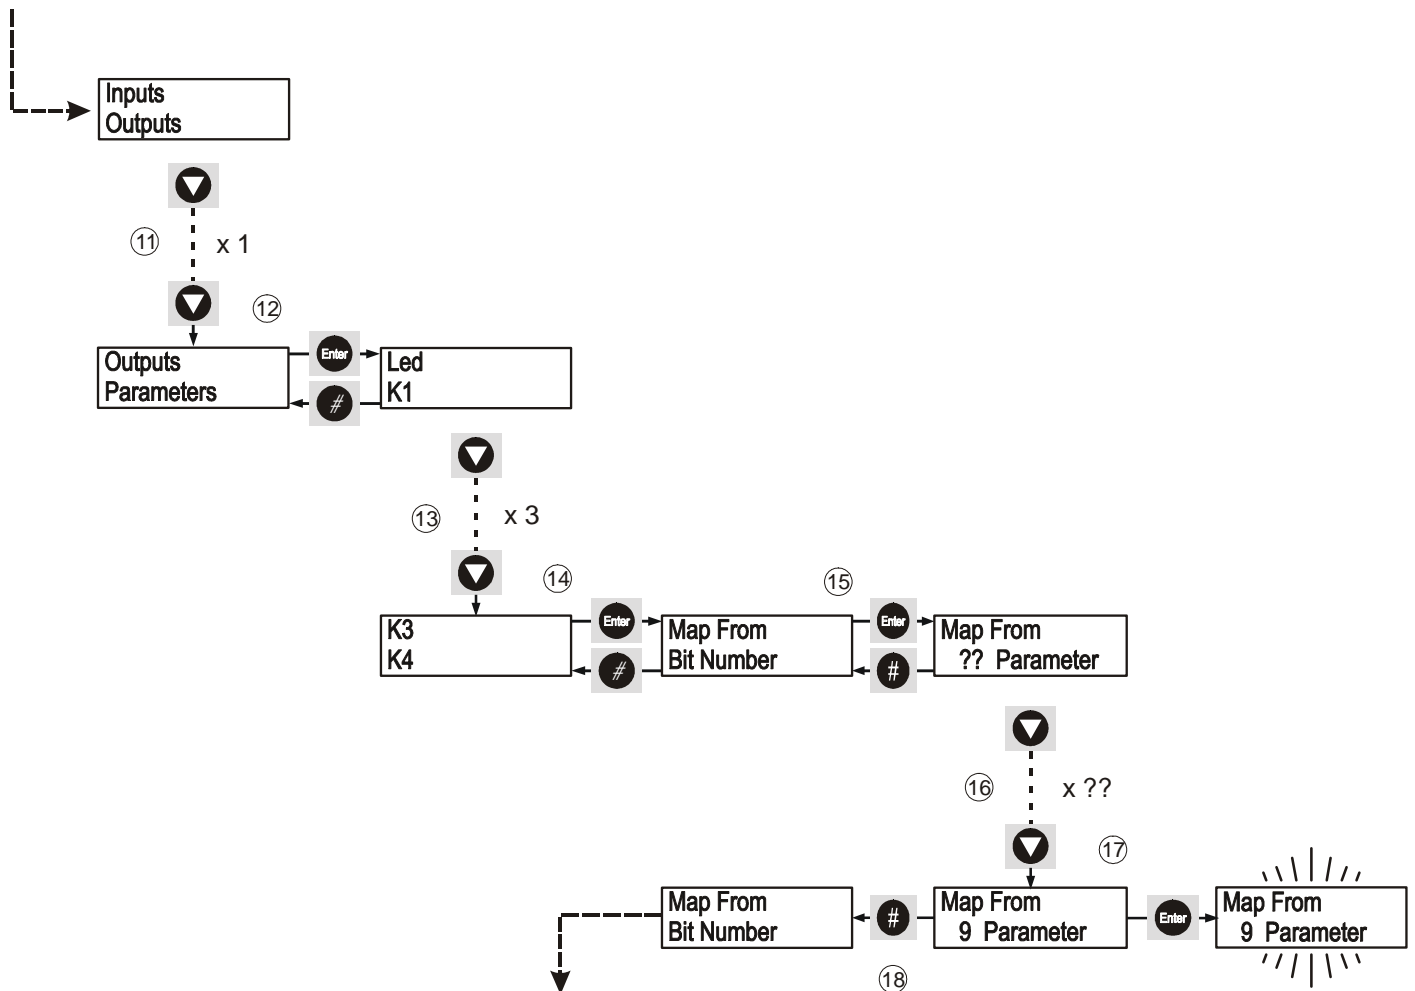 Inputs
Outputs
11
x 1
12
Outputs
Parameters
Enter
#
Led
K1
13
x 3
14
15
K3
K4
Enter
#
Map From
Bit Number
Enter
#
Map From
?? Parameter
16
x ??
17
Map From
Bit Number
#
Map From
9 Parameter
Enter
Map From
9 Parameter
18